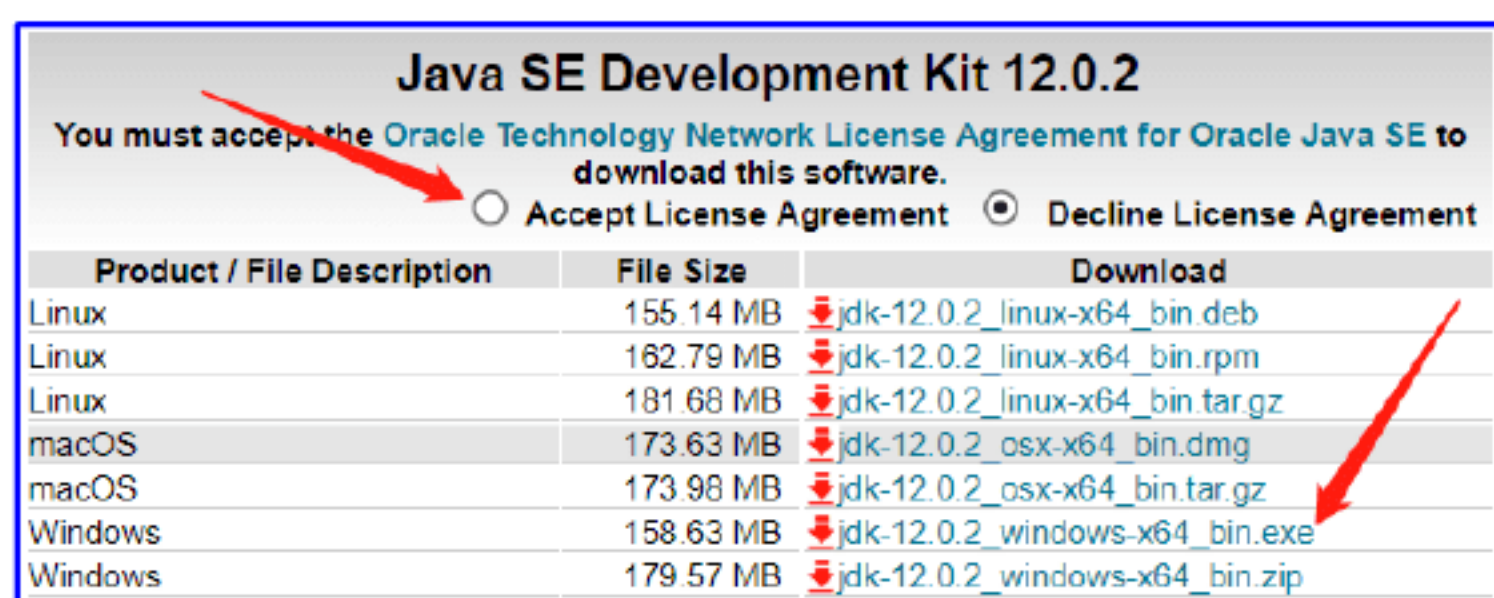 Java SE Development Kit 12.0.2
You must accept the Oracle Technology Network License Agreement for Oracle Java SE to
download this software.
Accept License Agreement Decline License Agreement
Product / File Description File Size Download
Linux 155.14 MB jdk-12.0.2_linux-x64_bin.deb
Linux 162.79 MB jdk-12.0.2_linux-x64_bin.rpm
Linux 181.68 MB jdk-12.0.2_linux-x64_bin.tar.gz
macOS 173.63 MB jdk-12.0.2_osx-x64_bin.dmg
macOS 173.98 MB jdk-12.0.2_osx-x64_bin.tar.gz
Windows 158.63 MB jdk-12.0.2_windows-x64_bin.exe
Windows 179.57 MB jdk-12.0.2_windows-x64_bin.zip